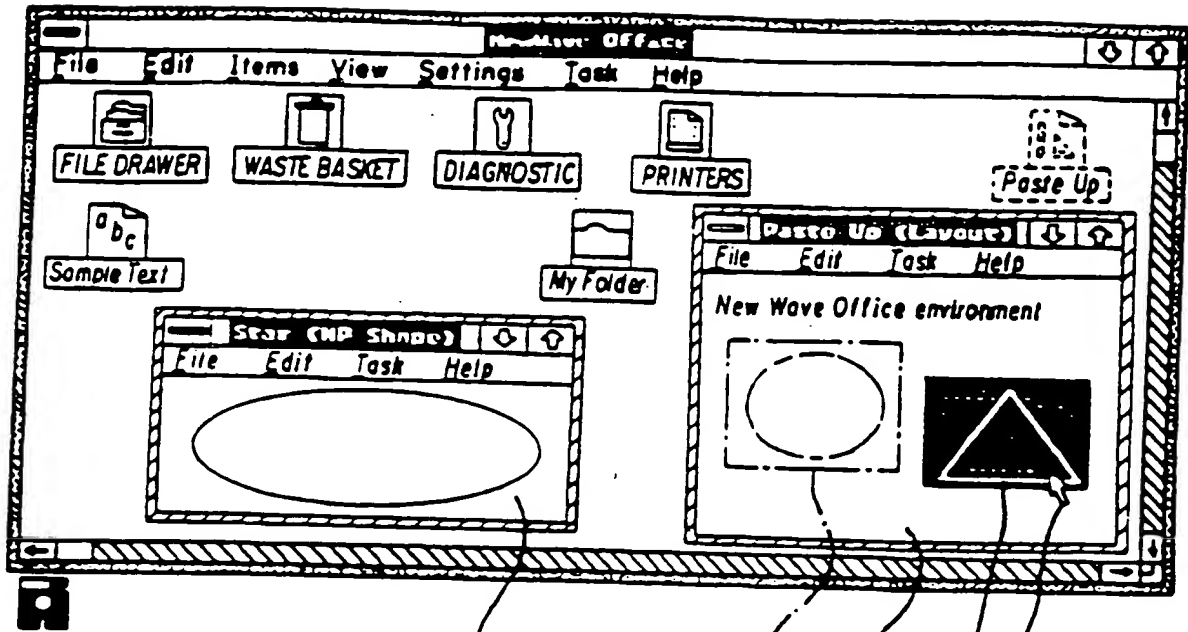 NewWave Office
File Edit Items View Settings Task Help
FILE DRAWER
WASTE BASKET
DIAGNOSTIC
PRINTERS
Paste Up
Sample Text
My Folder
Star (HP Shape)
File Edit Task Help
Paste Up (Layout)
File Edit Task Help
New Wave Office environment
abc